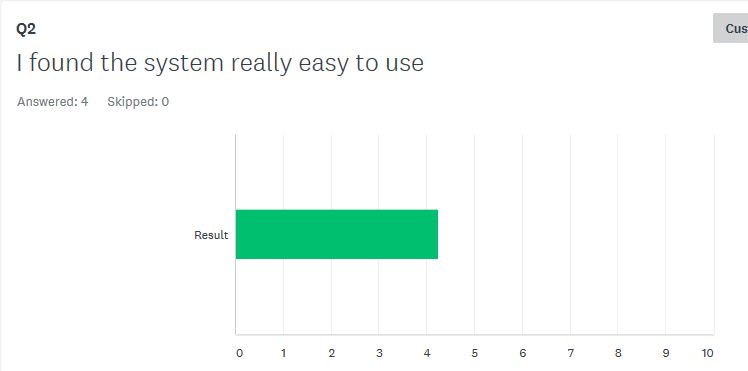 Q2
Cus
I found the system really easy to use
Answered: 4 Skipped: 0
Result
0 1 2 3 4 5 6 7 8 9 10